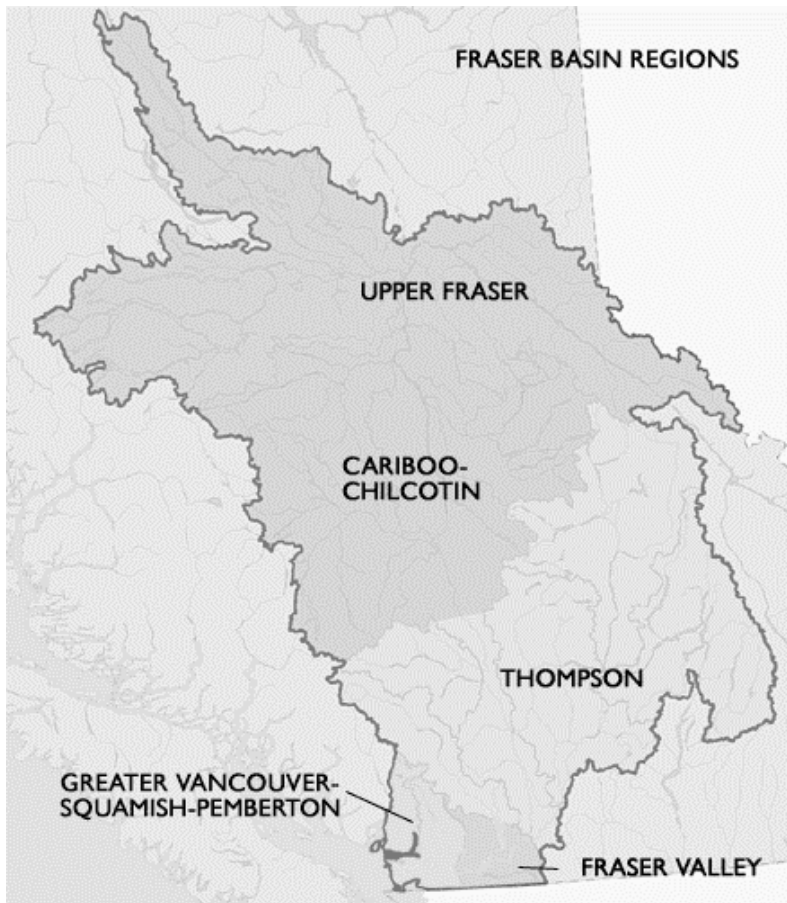 FRASER BASIN REGIONS
UPPER FRASER
CARIBOO-
CHILCOTIN
THOMPSON
GREATER VANCOUVER-
SQUAMISH-PEMBERTON
FRASER VALLEY